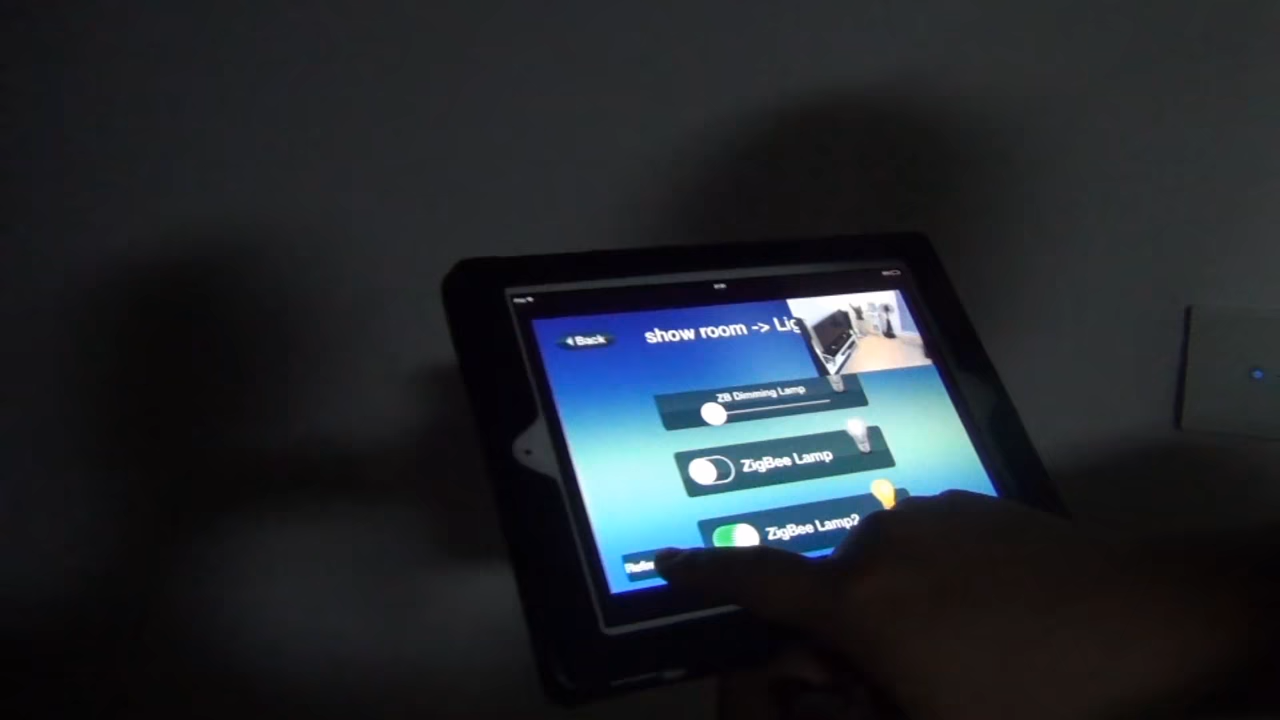 Back
show room -> Lig
ZB Dimming Lamp
ZigBee Lamp
ZigBee Lamp2